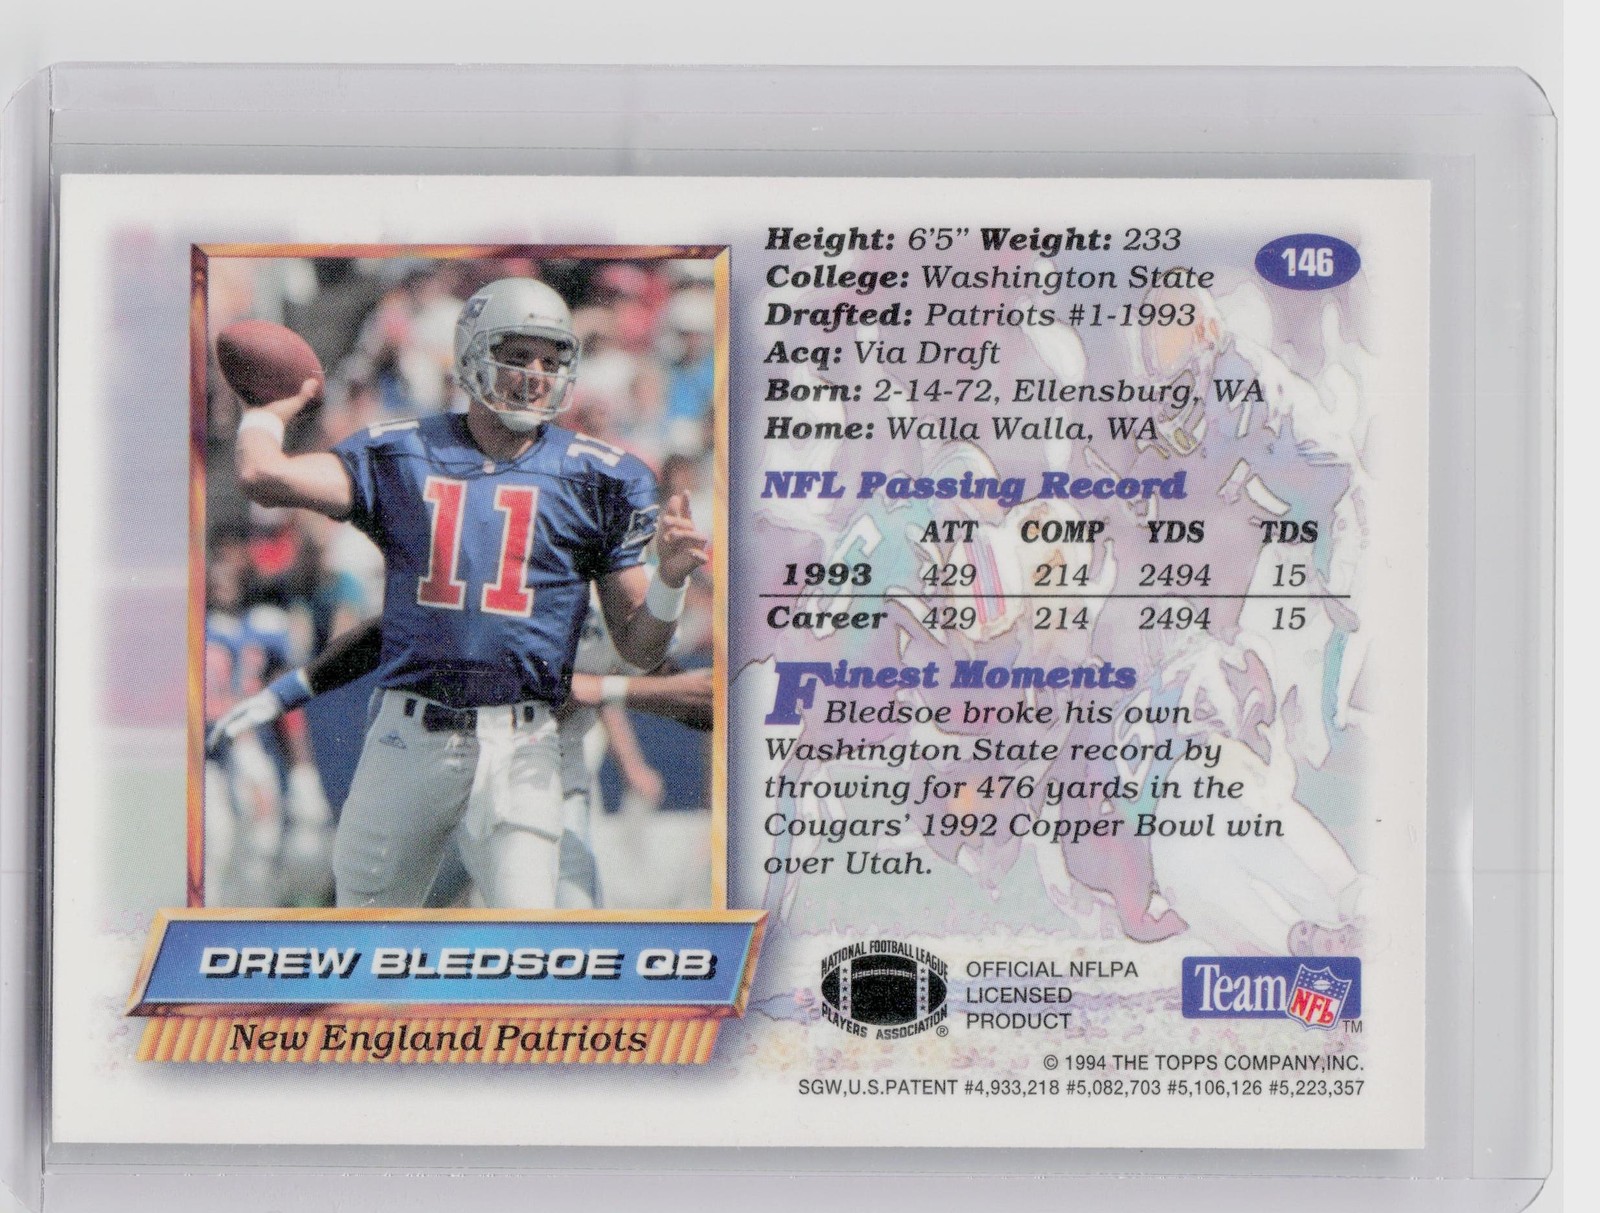 Height: 6'5" Weight: 233
146
College: Washington State
Drafted: Patriots #1-1993
Acq: Via Draft
Born: 2-14-72, Ellensburg, WA
Home: Walla Walla, WA
NFL Passing Record
ATT COMP YDS TDS
1993 429 214 2494 15
Career 429 214 2494 15
Finest Moments
Bledsoe broke his own
Washington State record by
throwing for 476 yards in the
Cougars' 1992 Copper Bowl win
over Utah.
11
11
DREW BLEDSOE QB
New England Patriots
NATIONAL FOOTBALL LEAGUE
PLAYERS ASSOCIATION ®
OFFICIAL NFLPA
LICENSED
PRODUCT
Team NFL TM
© 1994 THE TOPPS COMPANY,INC.
SGW,U.S.PATENT #4,933,218 #5,082,703 #5,106,126 #5,223,357